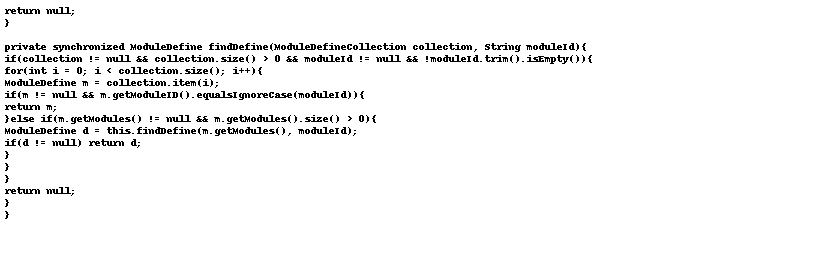 return null;
}
private synchronized ModuleDefine findDefine(ModuleDefineCollection collection, String moduleId){
if(collection != null && collection.size() > 0 && moduleId != null && !moduleId.trim().isEmpty()){
for(int i = 0; i < collection.size(); i++){
ModuleDefine m = collection.item(i);
if(m != null && m.getModuleID().equalsIgnoreCase(moduleId)){
return m;
}else if(m.getModules() != null && m.getModules().size() > 0){
ModuleDefine d = this.findDefine(m.getModules(), moduleId);
if(d != null) return d;
}
}
}
return null;
}
}